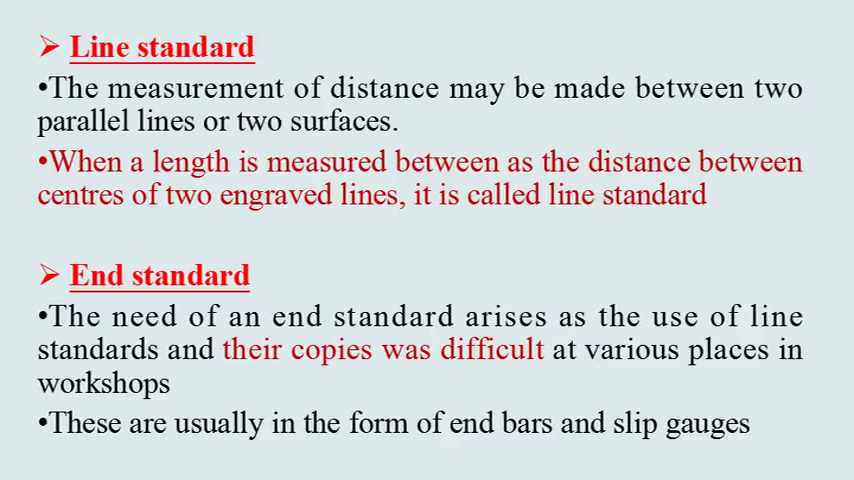 ➢ Line standard
•The measurement of distance may be made between two
parallel lines or two surfaces.
•When a length is measured between as the distance between
centres of two engraved lines, it is called line standard
➢ End standard
•The need of an end standard arises as the use of line
standards and their copies was difficult at various places in
workshops
•These are usually in the form of end bars and slip gauges